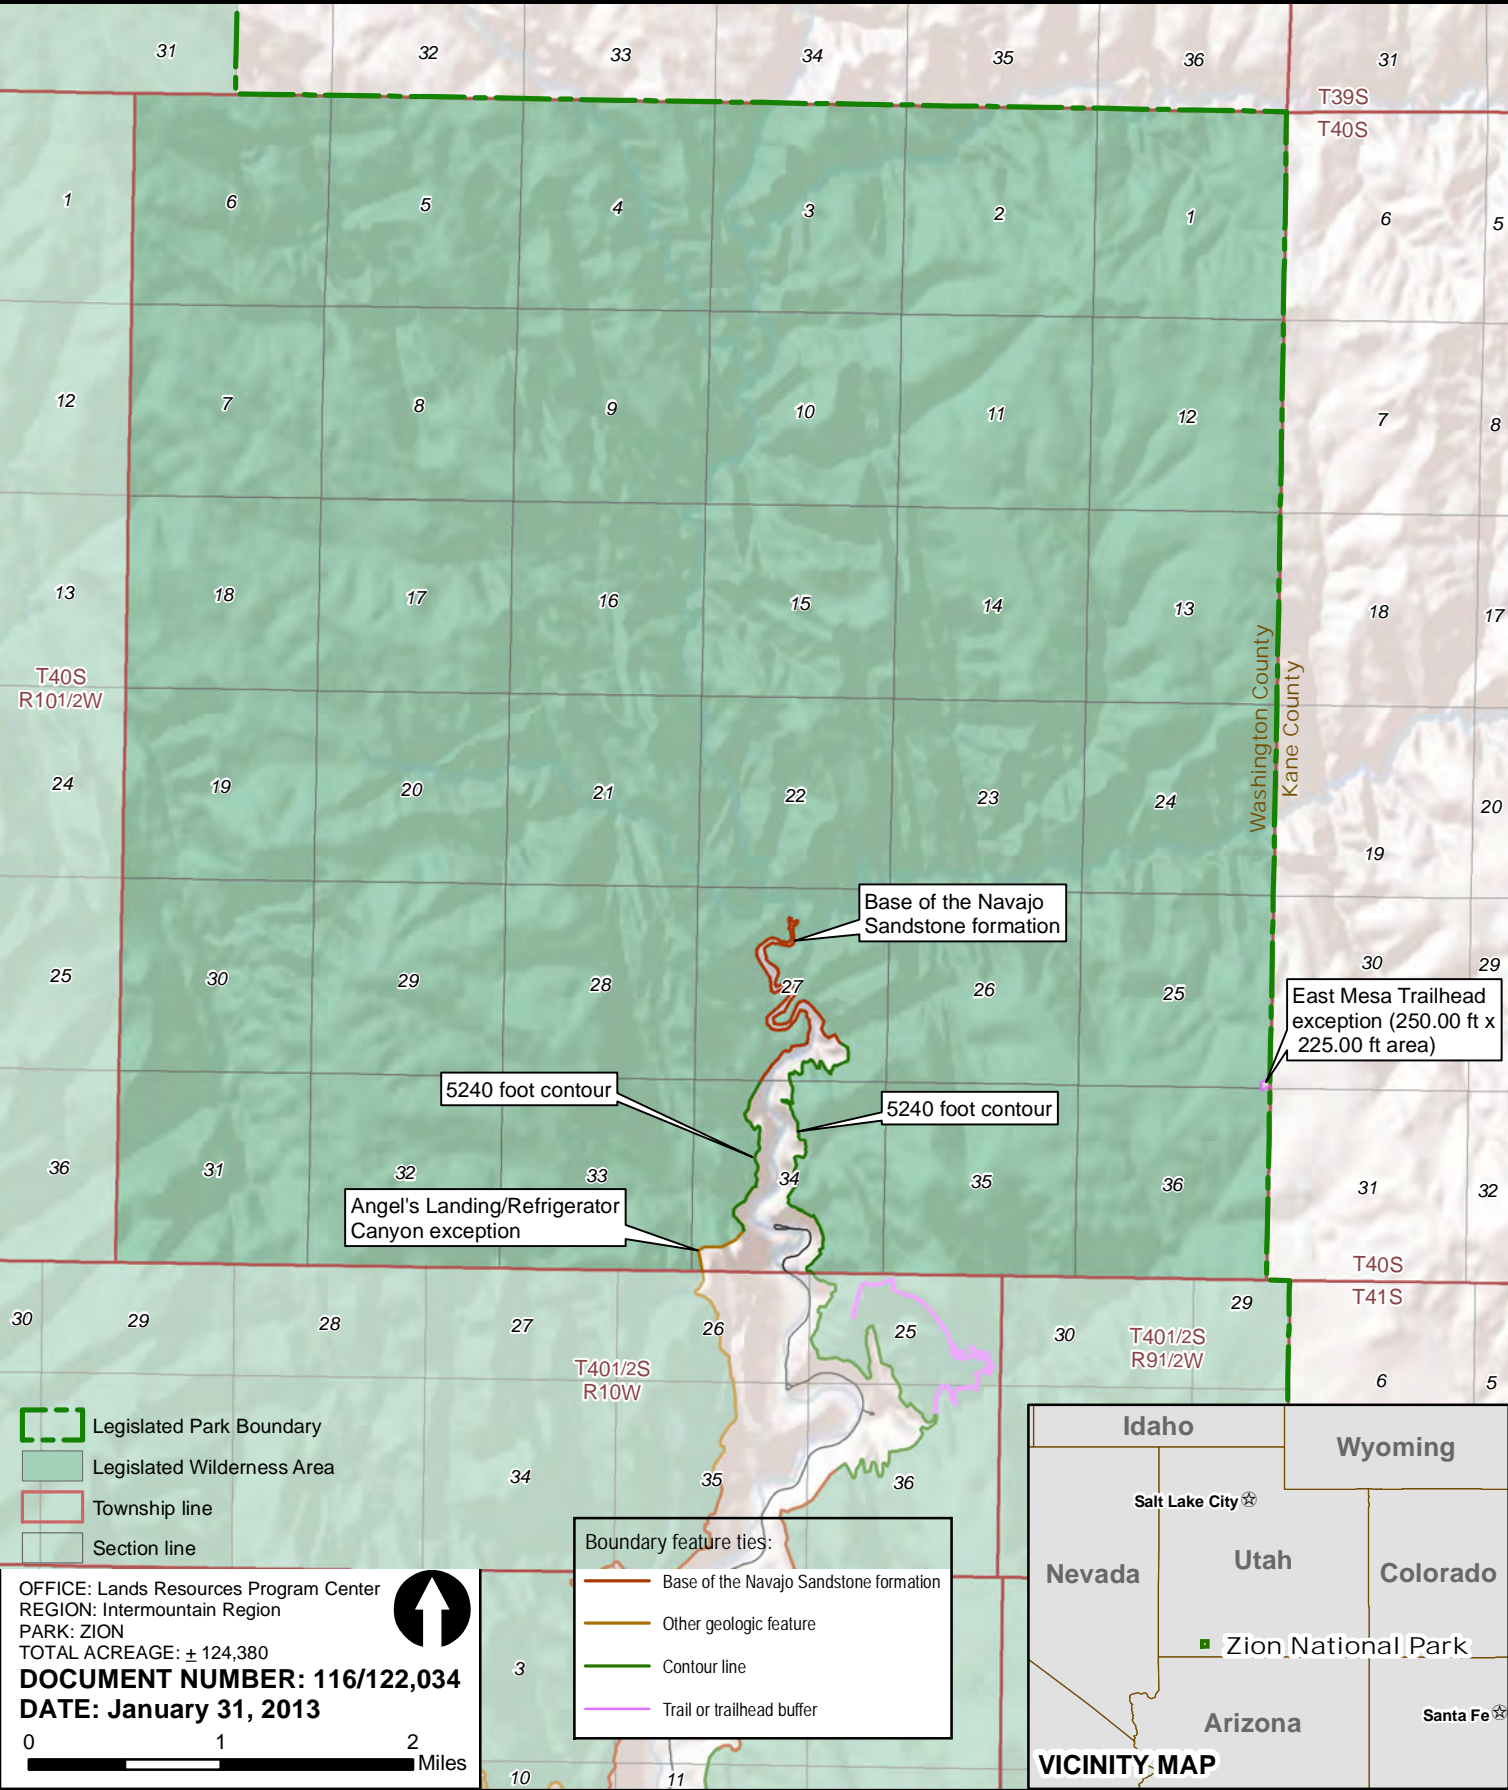 31 32 33 34 35 36 31
T39S
T40S
1 6 5 4 3 2 1 6 5
12 7 8 9 10 11 12 7 8
13 18 17 16 15 14 13 18 17
Washington County
Kane County
T40S
R101/2W
24 19 20 21 22 23 24 19 20
Base of the Navajo
Sandstone formation
25 30 29 28 27 26 25 30 29
East Mesa Trailhead
exception (250.00 ft x
225.00 ft area)
5240 foot contour
5240 foot contour
36 31 32 33 34 35 36 31 32
Angel's Landing/Refrigerator
Canyon exception
T40S
T41S
30 29 28 27 26 25 30 29
T401/2S
R10W
T401/2S
R91/2W
6 5
34 35 36
3
10 11
Legislated Park Boundary
Legislated Wilderness Area
Township line
Section line
OFFICE: Lands Resources Program Center
REGION: Intermountain Region
PARK: ZION
TOTAL ACREAGE: ± 124,380
DOCUMENT NUMBER: 116/122,034
DATE: January 31, 2013
0 1 2
Miles
Boundary feature ties:
Base of the Navajo Sandstone formation
Other geologic feature
Contour line
Trail or trailhead buffer
Idaho
Wyoming
Salt Lake City
Nevada
Utah
Colorado
Zion National Park
Arizona
Santa Fe
VICINITY MAP